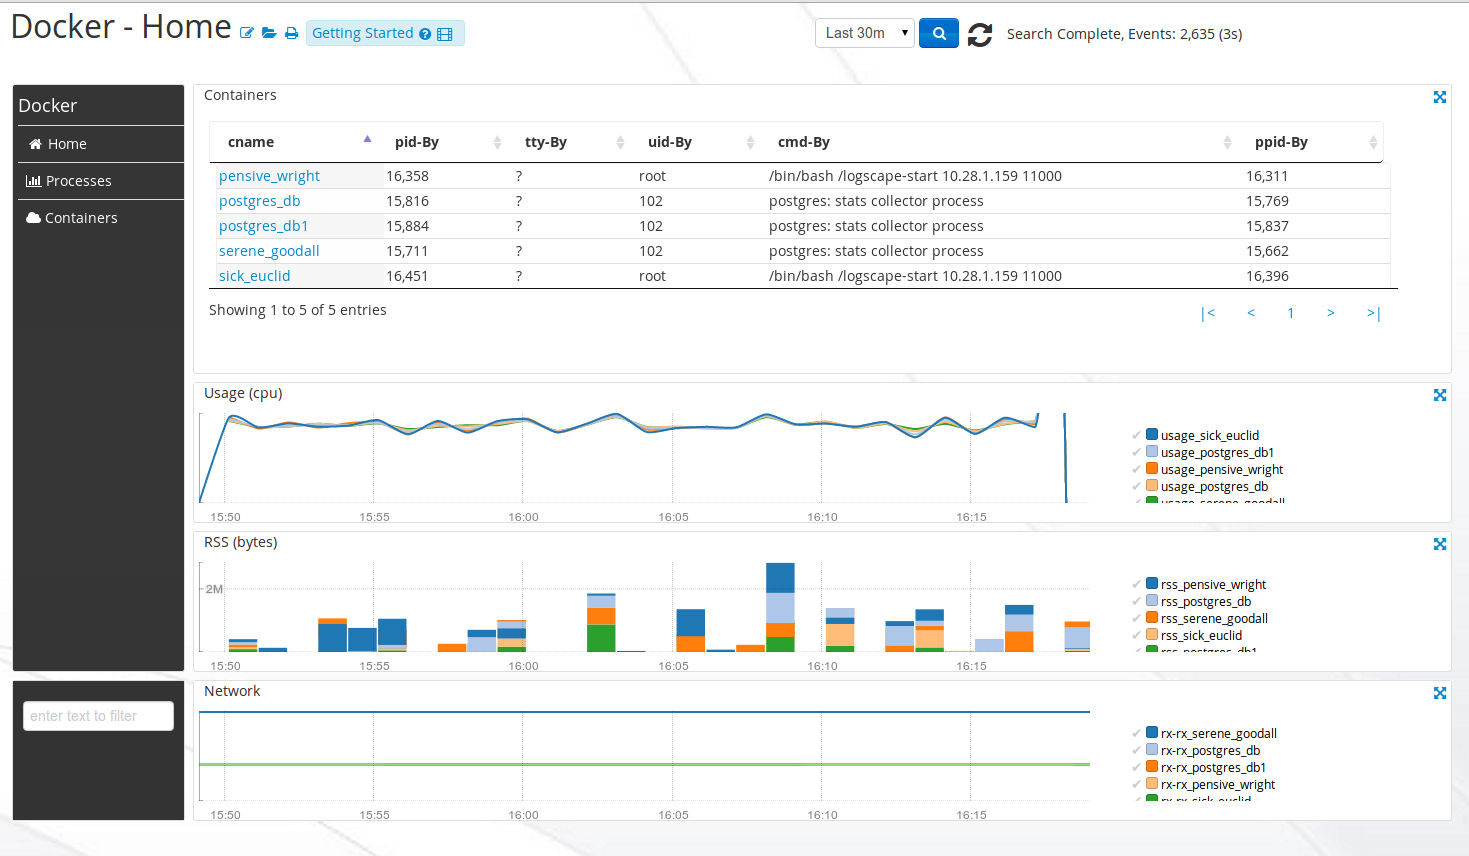 Docker - Home
Getting Started
Last 30m
Search Complete, Events: 2,635 (3s)
Docker
Home
Processes
Containers
enter text to filter
Containers
cname pid-By tty-By uid-By cmd-By ppid-By
pensive_wright 16,358 ? root /bin/bash /logscape-start 10.28.1.159 11000 16,311
postgres_db 15,816 ? 102 postgres: stats collector process 15,769
postgres_db1 15,884 ? 102 postgres: stats collector process 15,837
serene_goodall 15,711 ? 102 postgres: stats collector process 15,662
sick_euclid 16,451 ? root /bin/bash /logscape-start 10.28.1.159 11000 16,396
Showing 1 to 5 of 5 entries
|< < 1 > >|
Usage (cpu)
usage_sick_euclid
usage_postgres_db1
usage_pensive_wright
usage_postgres_db
usage_serene_goodall
15:50 15:55 16:00 16:05 16:10 16:15
RSS (bytes)
2M
rss_pensive_wright
rss_postgres_db
rss_serene_goodall
rss_sick_euclid
rss_postgres_db1
15:50 15:55 16:00 16:05 16:10 16:15
Network
rx-rx_serene_goodall
rx-rx_postgres_db
rx-rx_postgres_db1
rx-rx_pensive_wright
rx-rx_sick_euclid
15:50 15:55 16:00 16:05 16:10 16:15